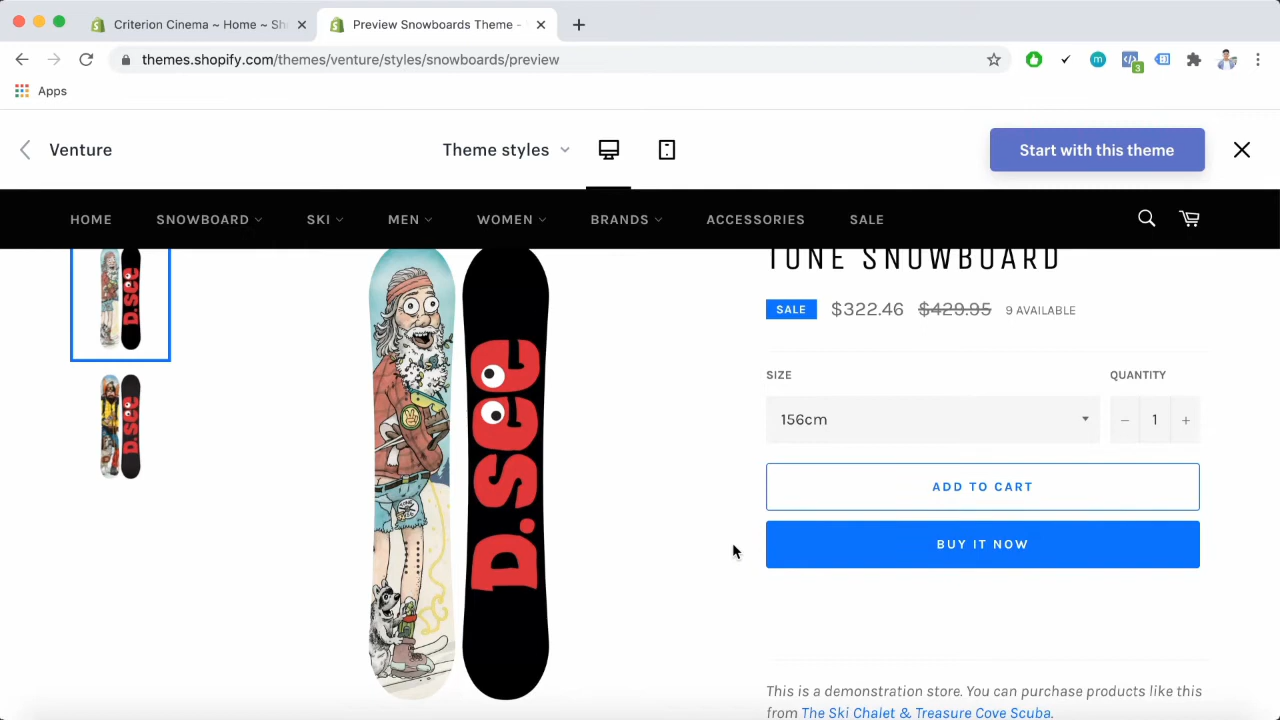 Criterion Cinema ~ Home ~ Sh
Preview Snowboards Theme -
themes.shopify.com/themes/venture/styles/snowboards/preview
3
Apps
Venture
Theme styles
Start with this theme
HOME
SNOWBOARD
SKI
MEN
WOMEN
BRANDS
ACCESSORIES
SALE
TONE SNOWBOARD
SALE $322.46 $429.95 9 AVAILABLE
SIZE
QUANTITY
156cm
− 1 +
ADD TO CART
BUY IT NOW
D.see
This is a demonstration store. You can purchase products like this
from The Ski Chalet & Treasure Cove Scuba.